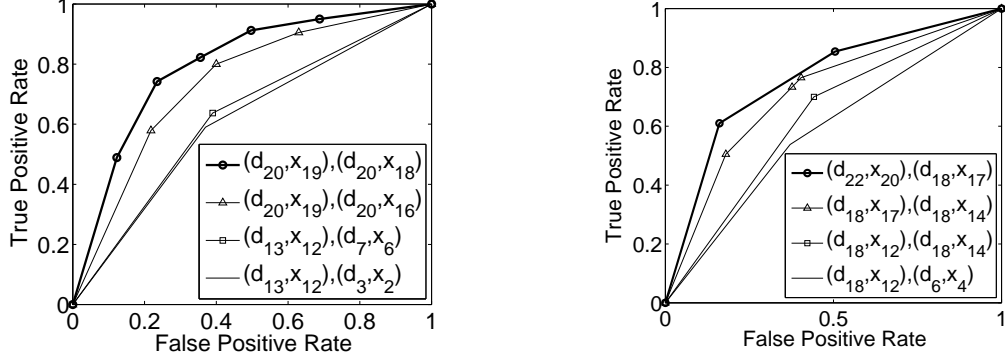 1
0.8
0.6
0.4
0.2
0
0 0.2 0.4 0.6 0.8 1
True Positive Rate
False Positive Rate
(d20,x19),(d20,x18)
(d20,x19),(d20,x16)
(d13,x12),(d7,x6)
(d13,x12),(d3,x2)
1
0.8
0.6
0.4
0.2
0
0 0.5 1
True Positive Rate
False Positive Rate
(d22,x20),(d18,x17)
(d18,x17),(d18,x14)
(d18,x12),(d18,x14)
(d18,x12),(d6,x4)